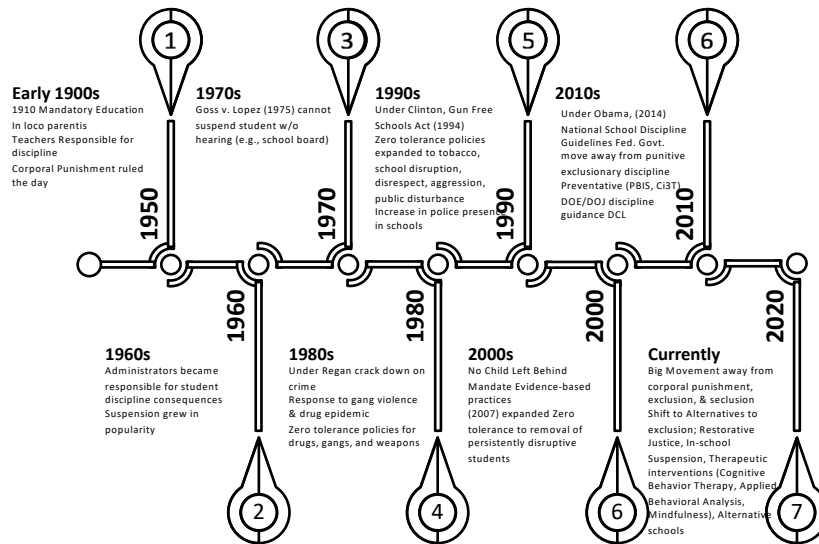 1
3
5
6
Early 1900s
1910 Mandatory Education
In loco parentis
Teachers Responsible for
discipline
Corporal Punishment ruled
the day
1970s
Goss v. Lopez (1975) cannot
suspend student w/o
hearing (e.g., school board)
1990s
Under Clinton, Gun Free
Schools Act (1994)
Zero tolerance policies
expanded to tobacco,
school disruption,
disrespect, aggression,
public disturbance
Increase in police presence
in schools
2010s
Under Obama, (2014)
National School Discipline
Guidelines Fed. Govt.
move away from punitive
exclusionary discipline
Preventative (PBIS, Ci3T)
DOE/DOJ discipline
guidance DCL
1950
1970
1990
2010
1960
1980
2000
2020
1960s
Administrators became
responsible for student
discipline consequences
Suspension grew in
popularity
1980s
Under Regan crack down on
crime
Response to gang violence
& drug epidemic
Zero tolerance policies for
drugs, gangs, and weapons
2000s
No Child Left Behind
Mandate Evidence-based
practices
(2007) expanded Zero
tolerance to removal of
persistently disruptive
students
Currently
Big Movement away from
corporal punishment,
exclusion, & seclusion
Shift to Alternatives to
exclusion; Restorative
Justice, In-school
Suspension, Therapeutic
interventions (Cognitive
Behavior Therapy, Applied
Behavioral Analysis,
Mindfulness), Alternative
schools
2
4
6
7